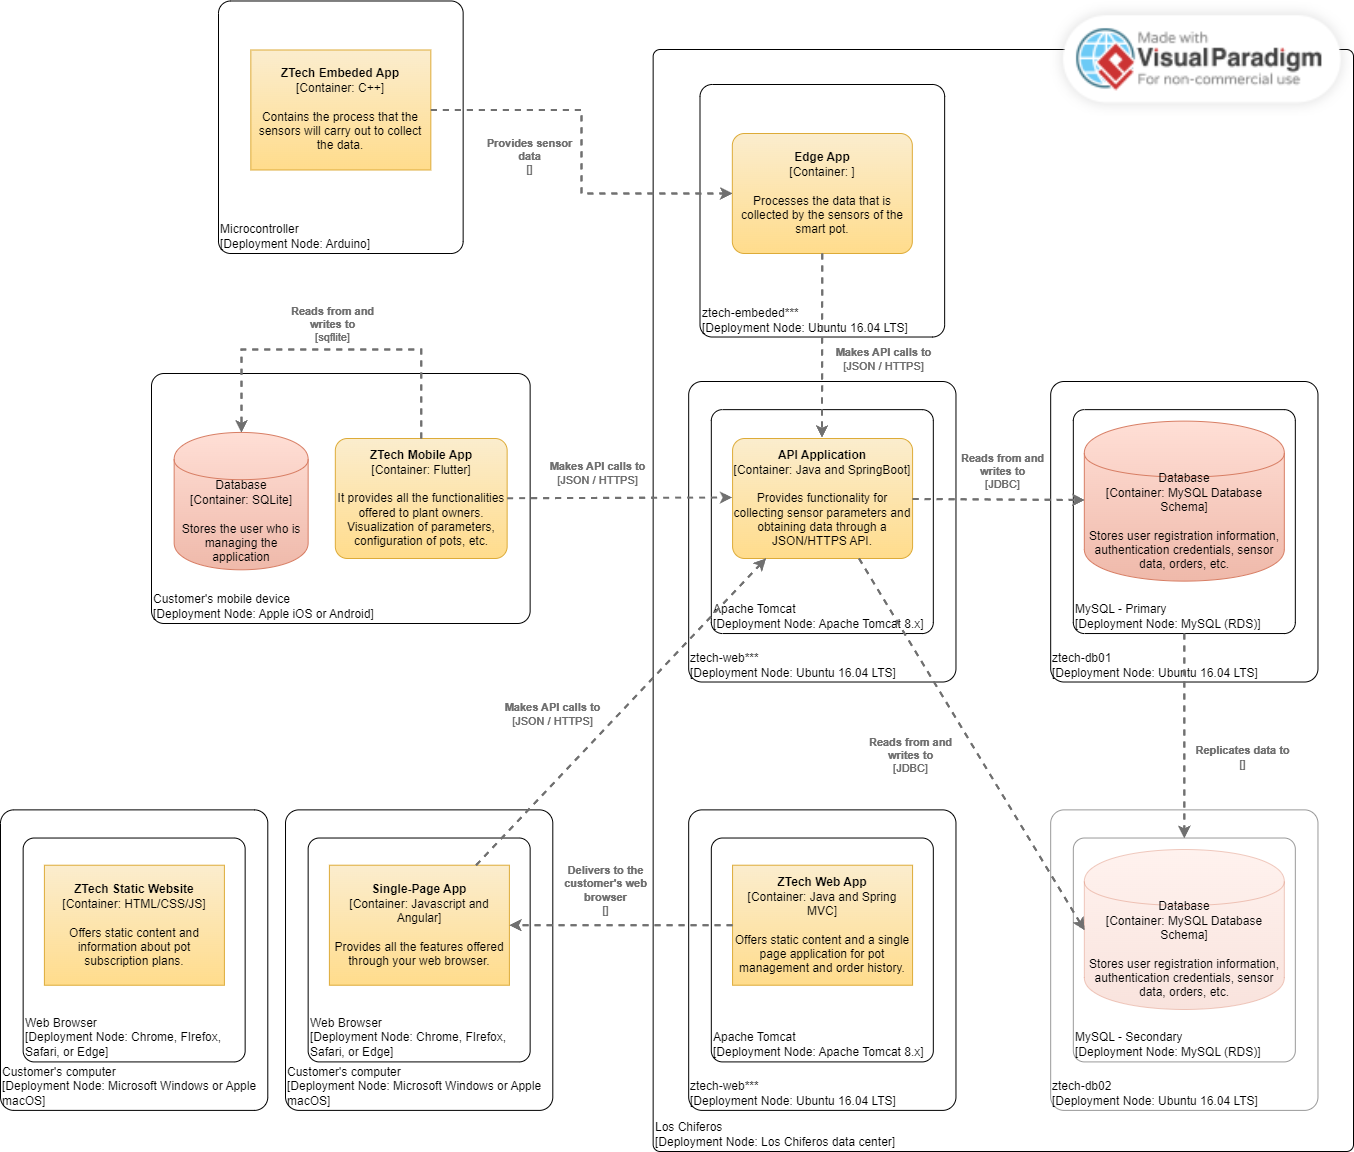 Made with
Visual Paradigm
For non-commercial use
ZTech Embeded App
[Container: C++]
Contains the process that the
sensors will carry out to collect
the data.
Microcontroller
[Deployment Node: Arduino]
Provides sensor
data
[]
Edge App
[Container: ]
Processes the data that is
collected by the sensors of the
smart pot.
ztech-embeded***
[Deployment Node: Ubuntu 16.04 LTS]
Reads from and
writes to
[sqflite]
Makes API calls to
[JSON / HTTPS]
Database
[Container: SQLite]
Stores the user who is
managing the
application
ZTech Mobile App
[Container: Flutter]
It provides all the functionalities
offered to plant owners.
Visualization of parameters,
configuration of pots, etc.
Customer's mobile device
[Deployment Node: Apple iOS or Android]
Makes API calls to
[JSON / HTTPS]
API Application
[Container: Java and SpringBoot]
Provides functionality for
collecting sensor parameters and
obtaining data through a
JSON/HTTPS API.
Apache Tomcat
[Deployment Node: Apache Tomcat 8.x]
ztech-web***
[Deployment Node: Ubuntu 16.04 LTS]
Reads from and
writes to
[JDBC]
Database
[Container: MySQL Database
Schema]
Stores user registration information,
authentication credentials, sensor
data, orders, etc.
MySQL - Primary
[Deployment Node: MySQL (RDS)]
ztech-db01
[Deployment Node: Ubuntu 16.04 LTS]
Makes API calls to
[JSON / HTTPS]
Reads from and
writes to
[JDBC]
Replicates data to
[]
ZTech Static Website
[Container: HTML/CSS/JS]
Offers static content and
information about pot
subscription plans.
Web Browser
[Deployment Node: Chrome, FIrefox,
Safari, or Edge]
Customer's computer
[Deployment Node: Microsoft Windows or Apple
macOS]
Single-Page App
[Container: Javascript and
Angular]
Provides all the features offered
through your web browser.
Web Browser
[Deployment Node: Chrome, FIrefox,
Safari, or Edge]
Customer's computer
[Deployment Node: Microsoft Windows or Apple
macOS]
Delivers to the
customer's web
browser
[]
ZTech Web App
[Container: Java and Spring
MVC]
Offers static content and a single
page application for pot
management and order history.
Apache Tomcat
[Deployment Node: Apache Tomcat 8.x]
ztech-web***
[Deployment Node: Ubuntu 16.04 LTS]
Database
[Container: MySQL Database
Schema]
Stores user registration information,
authentication credentials, sensor
data, orders, etc.
MySQL - Secondary
[Deployment Node: MySQL (RDS)]
ztech-db02
[Deployment Node: Ubuntu 16.04 LTS]
Los Chiferos
[Deployment Node: Los Chiferos data center]